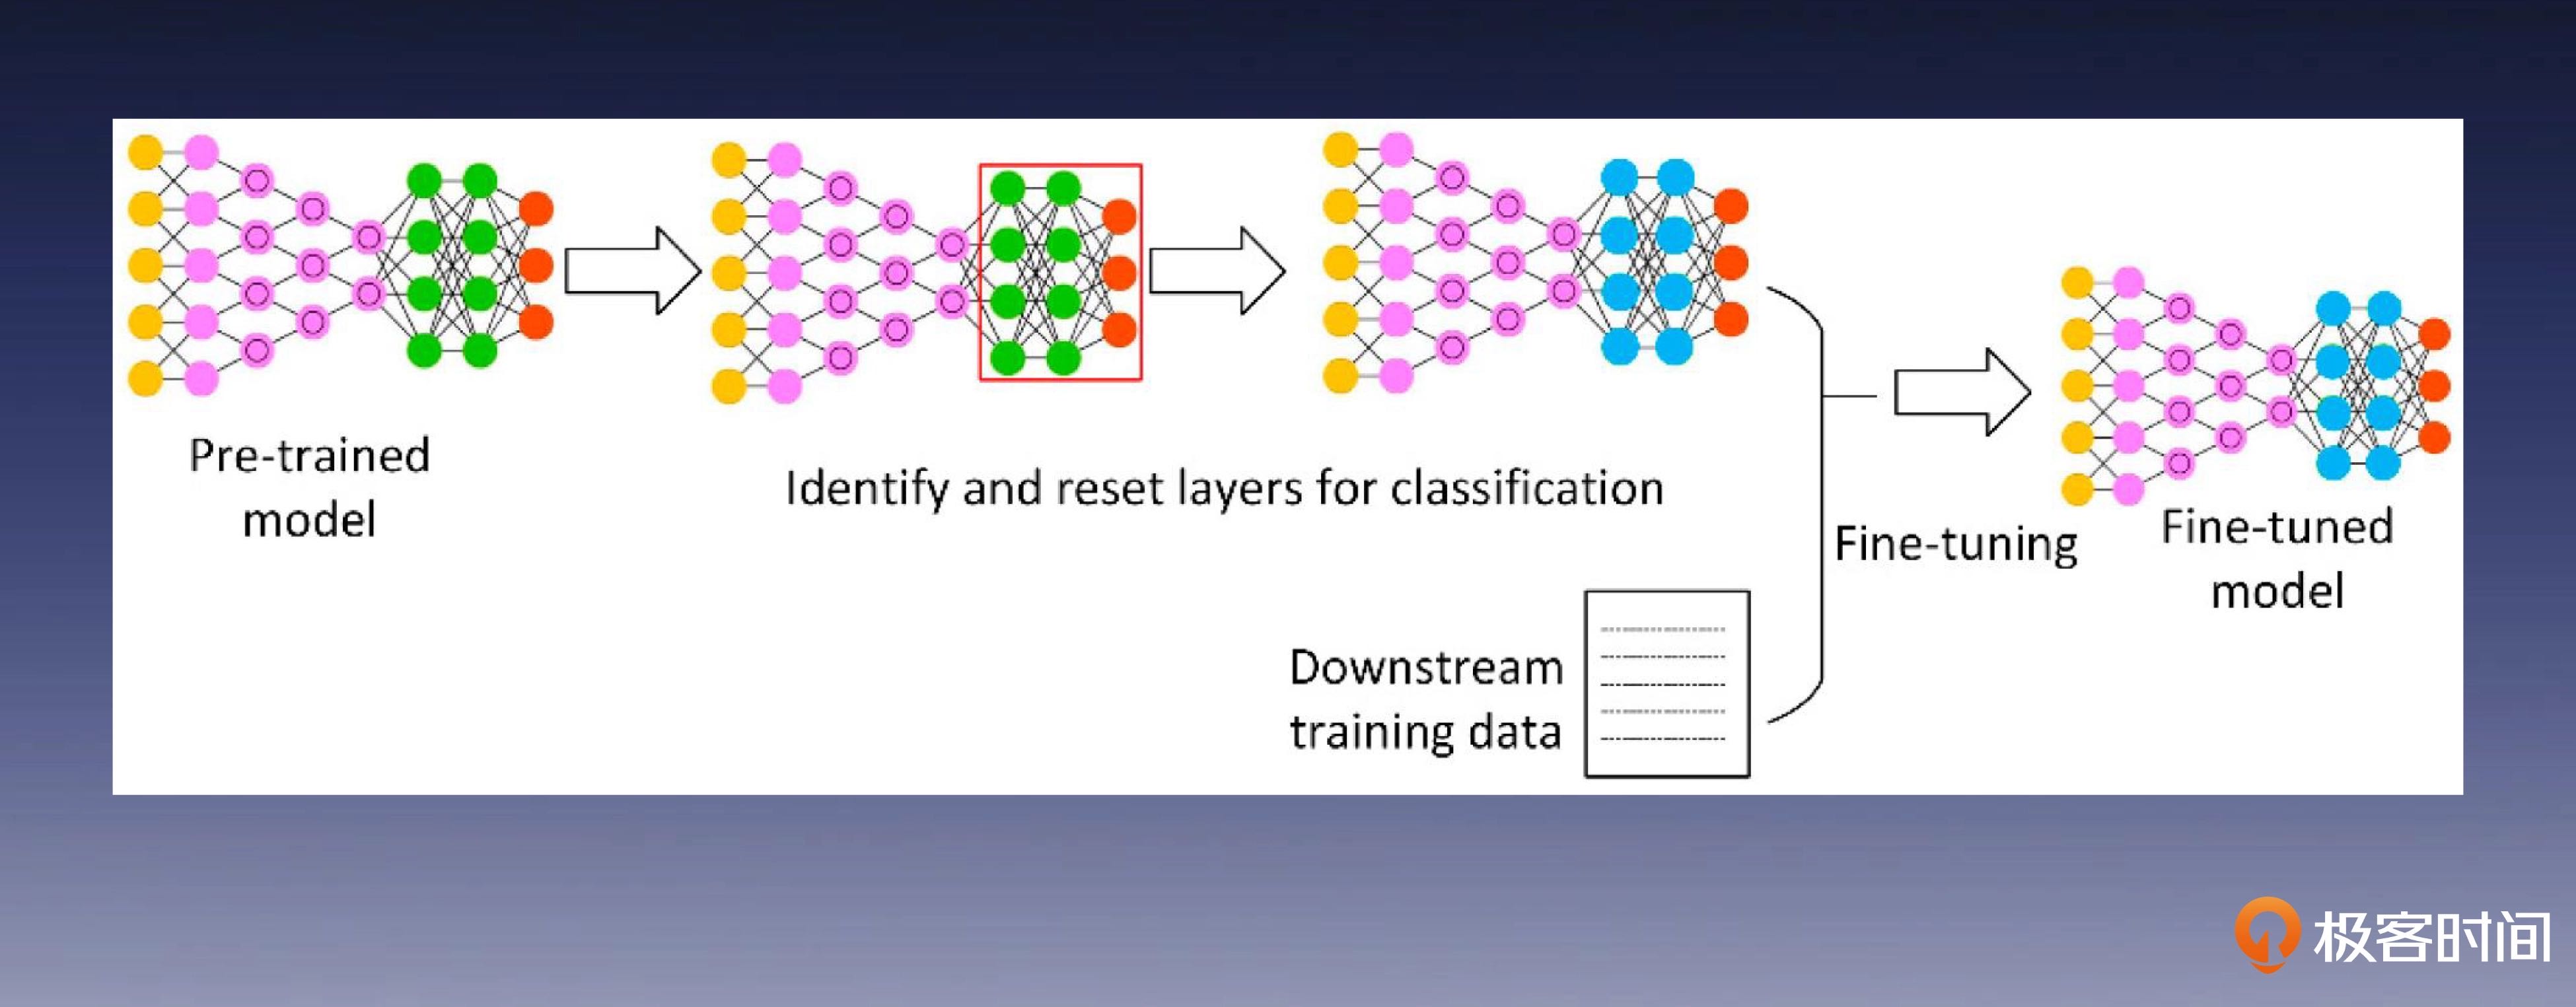 Pre-trained
model
Identify and reset layers for classification
Downstream
training data
Fine-tuning
Fine-tuned
model
极客时间